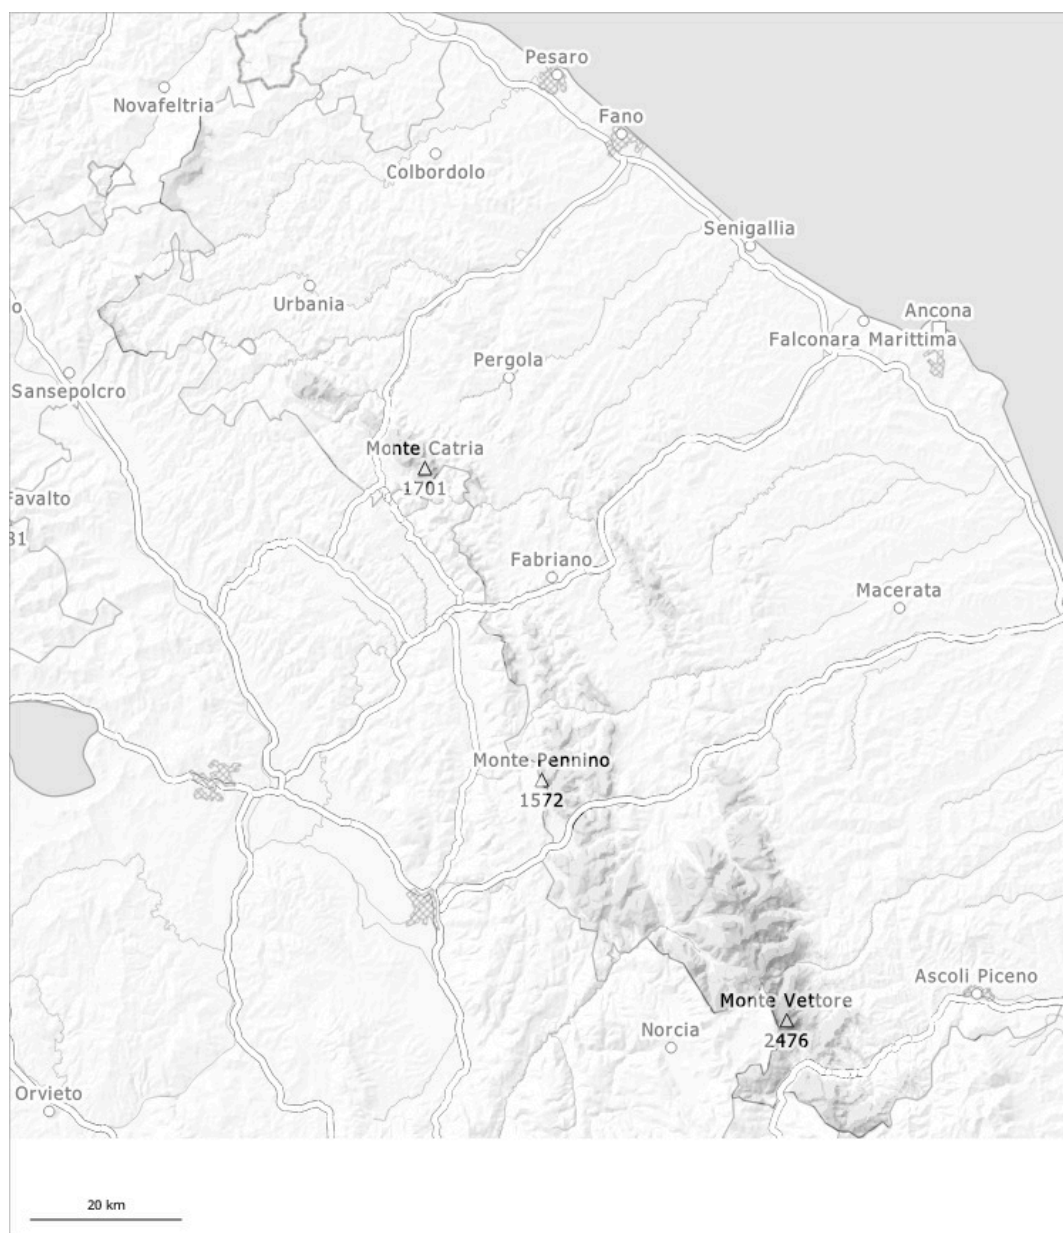 Pesaro
Novafeltria
Fano
Colbordolo
Senigallia
Urbania
Ancona
Falconara Marittima
Pergola
Sansepolcro
Monte Catria
1701
Favalto
Fabriano
Macerata
Monte Pennino
1572
Ascoli Piceno
Monte Vettore
2476
Norcia
Orvieto
20 km